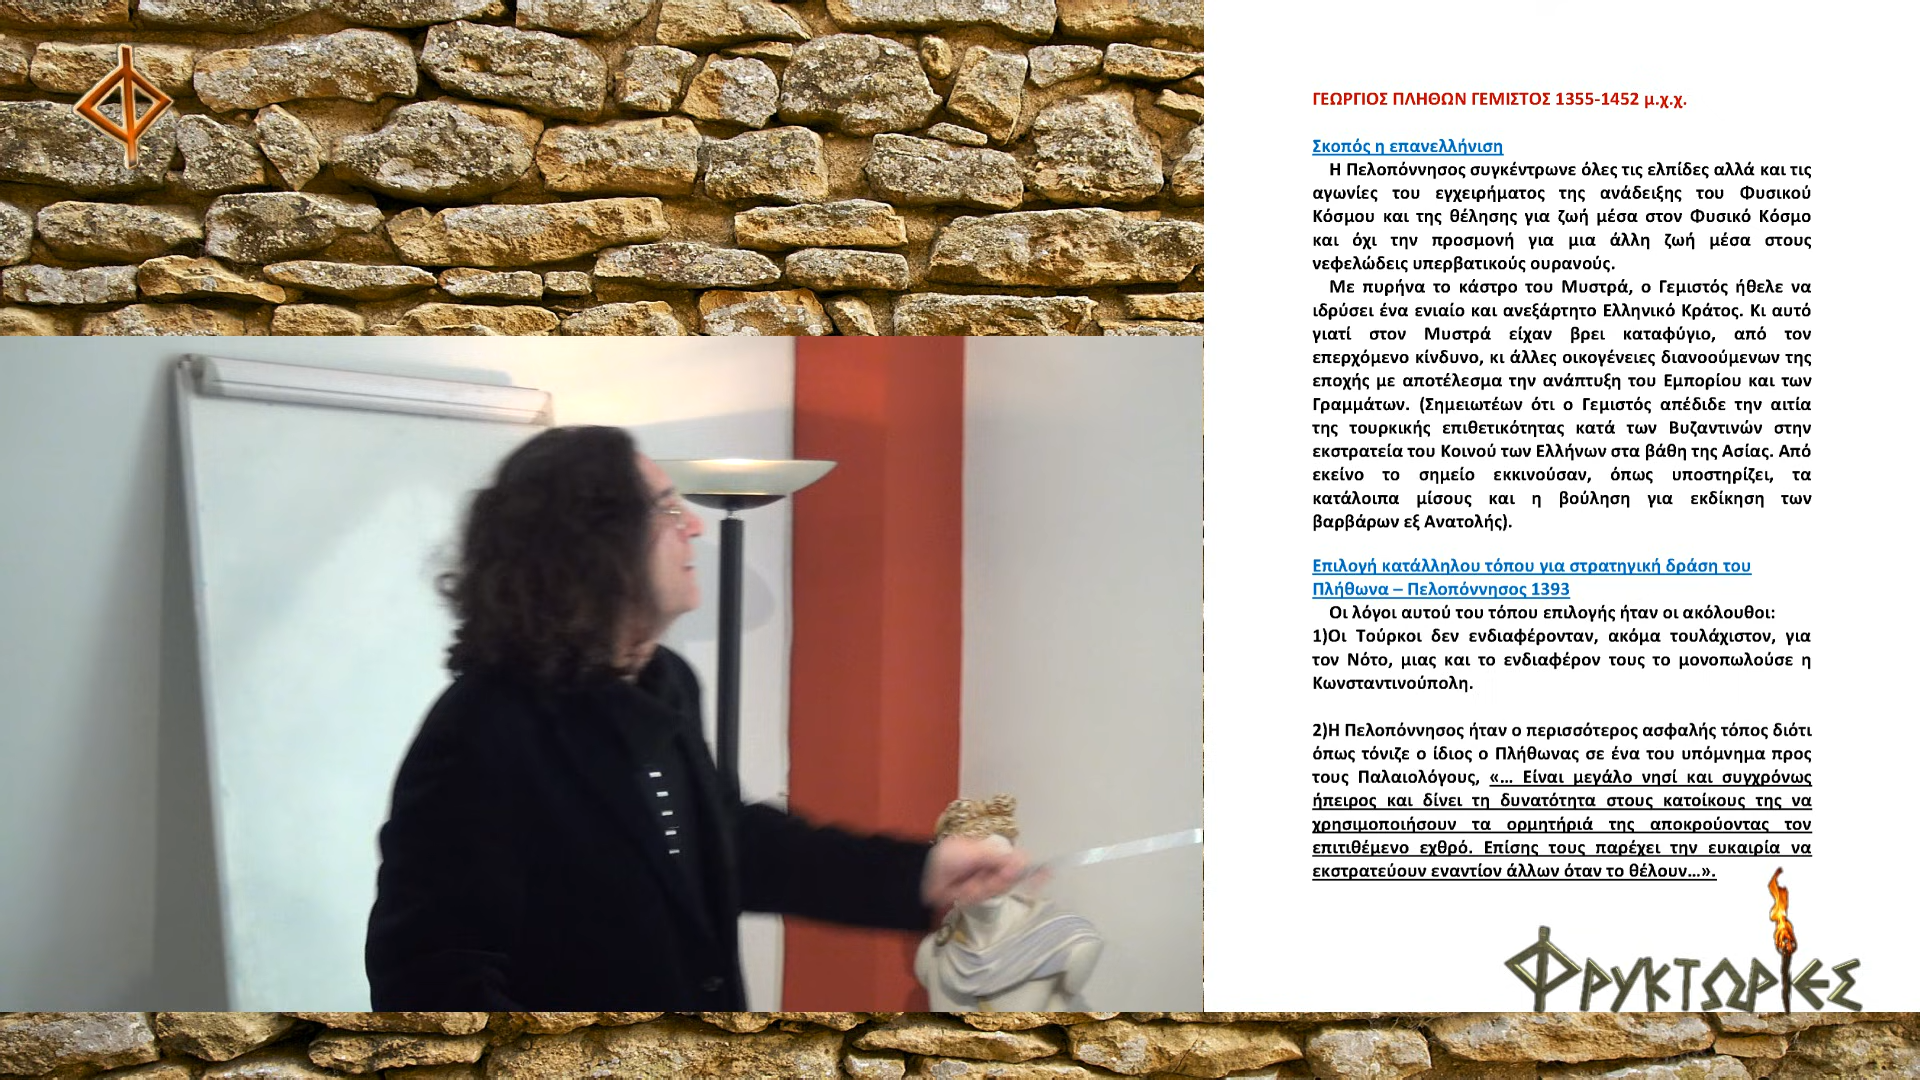 ΓΕΩΡΓΙΟΣ ΠΛΗΘΩΝ ΓΕΜΙΣΤΟΣ 1355-1452 μ.χ.χ.
Σκοπός η επανελλήνιση
Η Πελοπόννησος συγκέντρωνε όλες τις ελπίδες αλλά και τις
αγωνίες του εγχειρήματος της ανάδειξης του Φυσικού
Κόσμου και της θέλησης για ζωή μέσα στον Φυσικό Κόσμο
και όχι την προσμονή για μια άλλη ζωή μέσα στους
νεφελώδεις υπερβατικούς ουρανούς.
Με πυρήνα το κάστρο του Μυστρά, ο Γεμιστός ήθελε να
ιδρύσει ένα ενιαίο και ανεξάρτητο Ελληνικό Κράτος. Κι αυτό
γιατί στον Μυστρά είχαν βρει καταφύγιο, από τον
επερχόμενο κίνδυνο, κι άλλες οικογένειες διανοούμενων της
εποχής με αποτέλεσμα την ανάπτυξη του Εμπορίου και των
Γραμμάτων. (Σημειωτέων ότι ο Γεμιστός απέδιδε την αιτία
της τουρκικής επιθετικότητας κατά των Βυζαντινών στην
εκστρατεία του Κοινού των Ελλήνων στα βάθη της Ασίας. Από
εκείνο το σημείο εκκινούσαν, όπως υποστηρίζει, τα
κατάλοιπα μίσους και η βούληση για εκδίκηση των
βαρβάρων εξ Ανατολής).
Επιλογή κατάλληλου τόπου για στρατηγική δράση του
Πλήθωνα – Πελοπόννησος 1393
Οι λόγοι αυτού του τόπου επιλογής ήταν οι ακόλουθοι:
1)Οι Τούρκοι δεν ενδιαφέρονταν, ακόμα τουλάχιστον, για
τον Νότο, μιας και το ενδιαφέρον τους το μονοπωλούσε η
Κωνσταντινούπολη.
2)Η Πελοπόννησος ήταν ο περισσότερος ασφαλής τόπος διότι
όπως τόνιζε ο ίδιος ο Πλήθωνας σε ένα του υπόμνημα προς
τους Παλαιολόγους, «... Είναι μεγάλο νησί και συγχρόνως
ήπειρος και δίνει τη δυνατότητα στους κατοίκους της να
χρησιμοποιήσουν τα ορμητήριά της αποκρούοντας τον
επιτιθέμενο εχθρό. Επίσης τους παρέχει την ευκαιρία να
εκστρατεύουν εναντίον άλλων όταν το θέλουν...».
ΦΡΥΚΤΩΡΙΕΣ